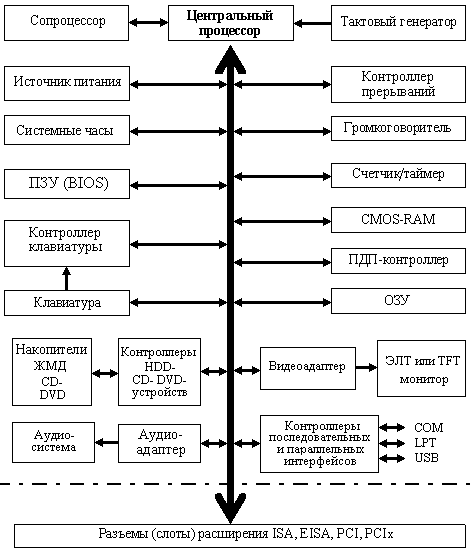 Сопроцессор
Центральный
процессор
Тактовый генератор
Источник питания
Контроллер
прерываний
Системные часы
Громкоговоритель
ПЗУ (BIOS)
Счетчик/таймер
Контроллер
клавиатуры
CMOS-RAM
ПДП-контроллер
Клавиатура
ОЗУ
Накопители
ЖМД
CD-
DVD
Контроллеры
HDD-
CD- DVD-
устройств
Видеоадаптер
ЭЛТ или TFT
монитор
Аудио-
система
Аудио-
адаптер
Контроллеры
последовательных
и параллельных
интерфейсов
COM
LPT
USB
Разъемы (слоты) расширения ISA, EISA, PCI, PCIx